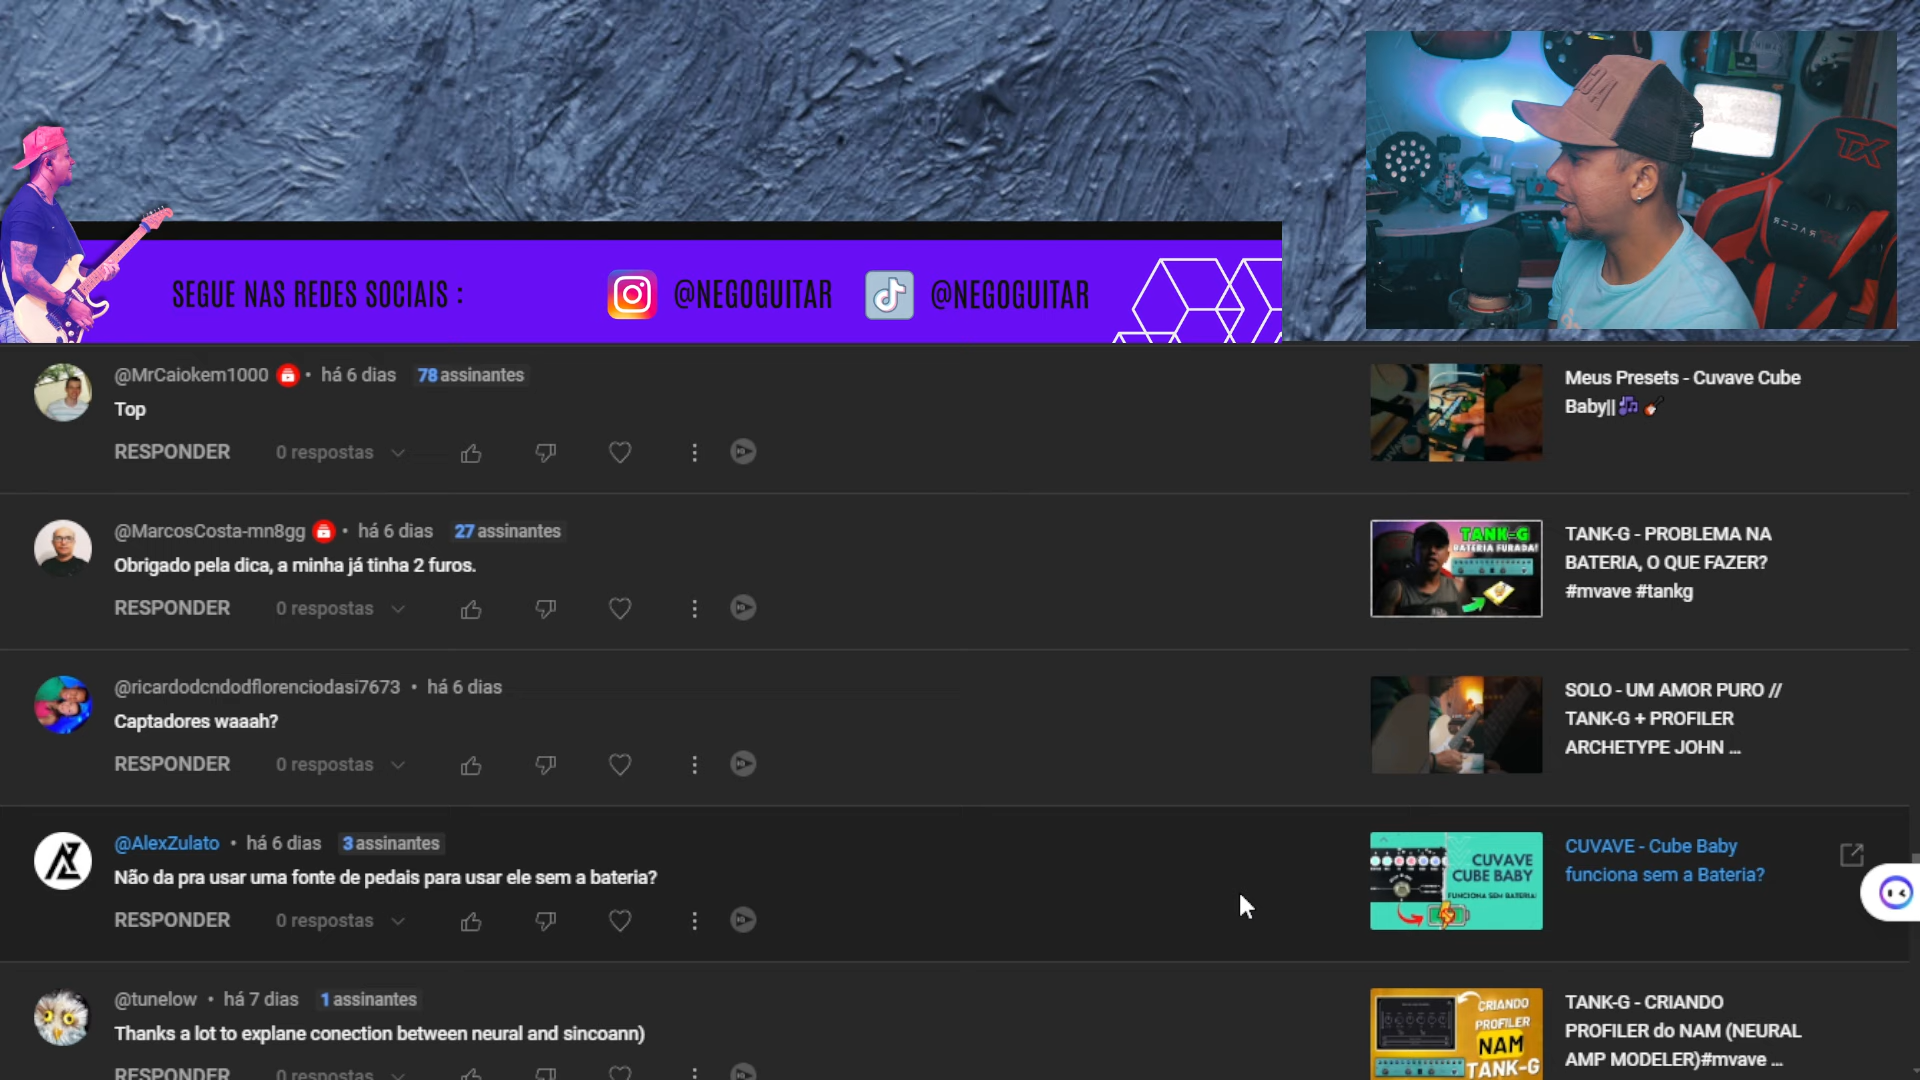 SEGUE NAS REDES SOCIAIS :
@NEGOGUITAR
@NEGOGUITAR
TX
RACER
@MrCaiokem1000 • há 6 dias 78 assinantes
Top
RESPONDER 0 respostas
Meus Presets - Cuvave Cube
Baby||🎶 🎸
@MarcosCosta-mn8gg • há 6 dias 27 assinantes
Obrigado pela dica, a minha já tinha 2 furos.
RESPONDER 0 respostas
TANK-G
BATERIA FURADA!
TANK-G - PROBLEMA NA
BATERIA, O QUE FAZER?
#mvave #tankg
@ricardodcndodflorenciodasi7673 • há 6 dias
Captadores waaah?
RESPONDER 0 respostas
SOLO - UM AMOR PURO //
TANK-G + PROFILER
ARCHETYPE JOHN ...
@AlexZulato • há 6 dias 3 assinantes
Não da pra usar uma fonte de pedais para usar ele sem a bateria?
RESPONDER 0 respostas
CUVAVE
CUBE BABY
FUNCIONA SEM BATERIA?
CUVAVE - Cube Baby
funciona sem a Bateria?
@tunelow • há 7 dias 1 assinantes
Thanks a lot to explane conection between neural and sincoann)
RESPONDER 0 respostas
CRIANDO
PROFILER
NAM
TANK-G
TANK-G - CRIANDO
PROFILER do NAM (NEURAL
AMP MODELER)#mvave ...